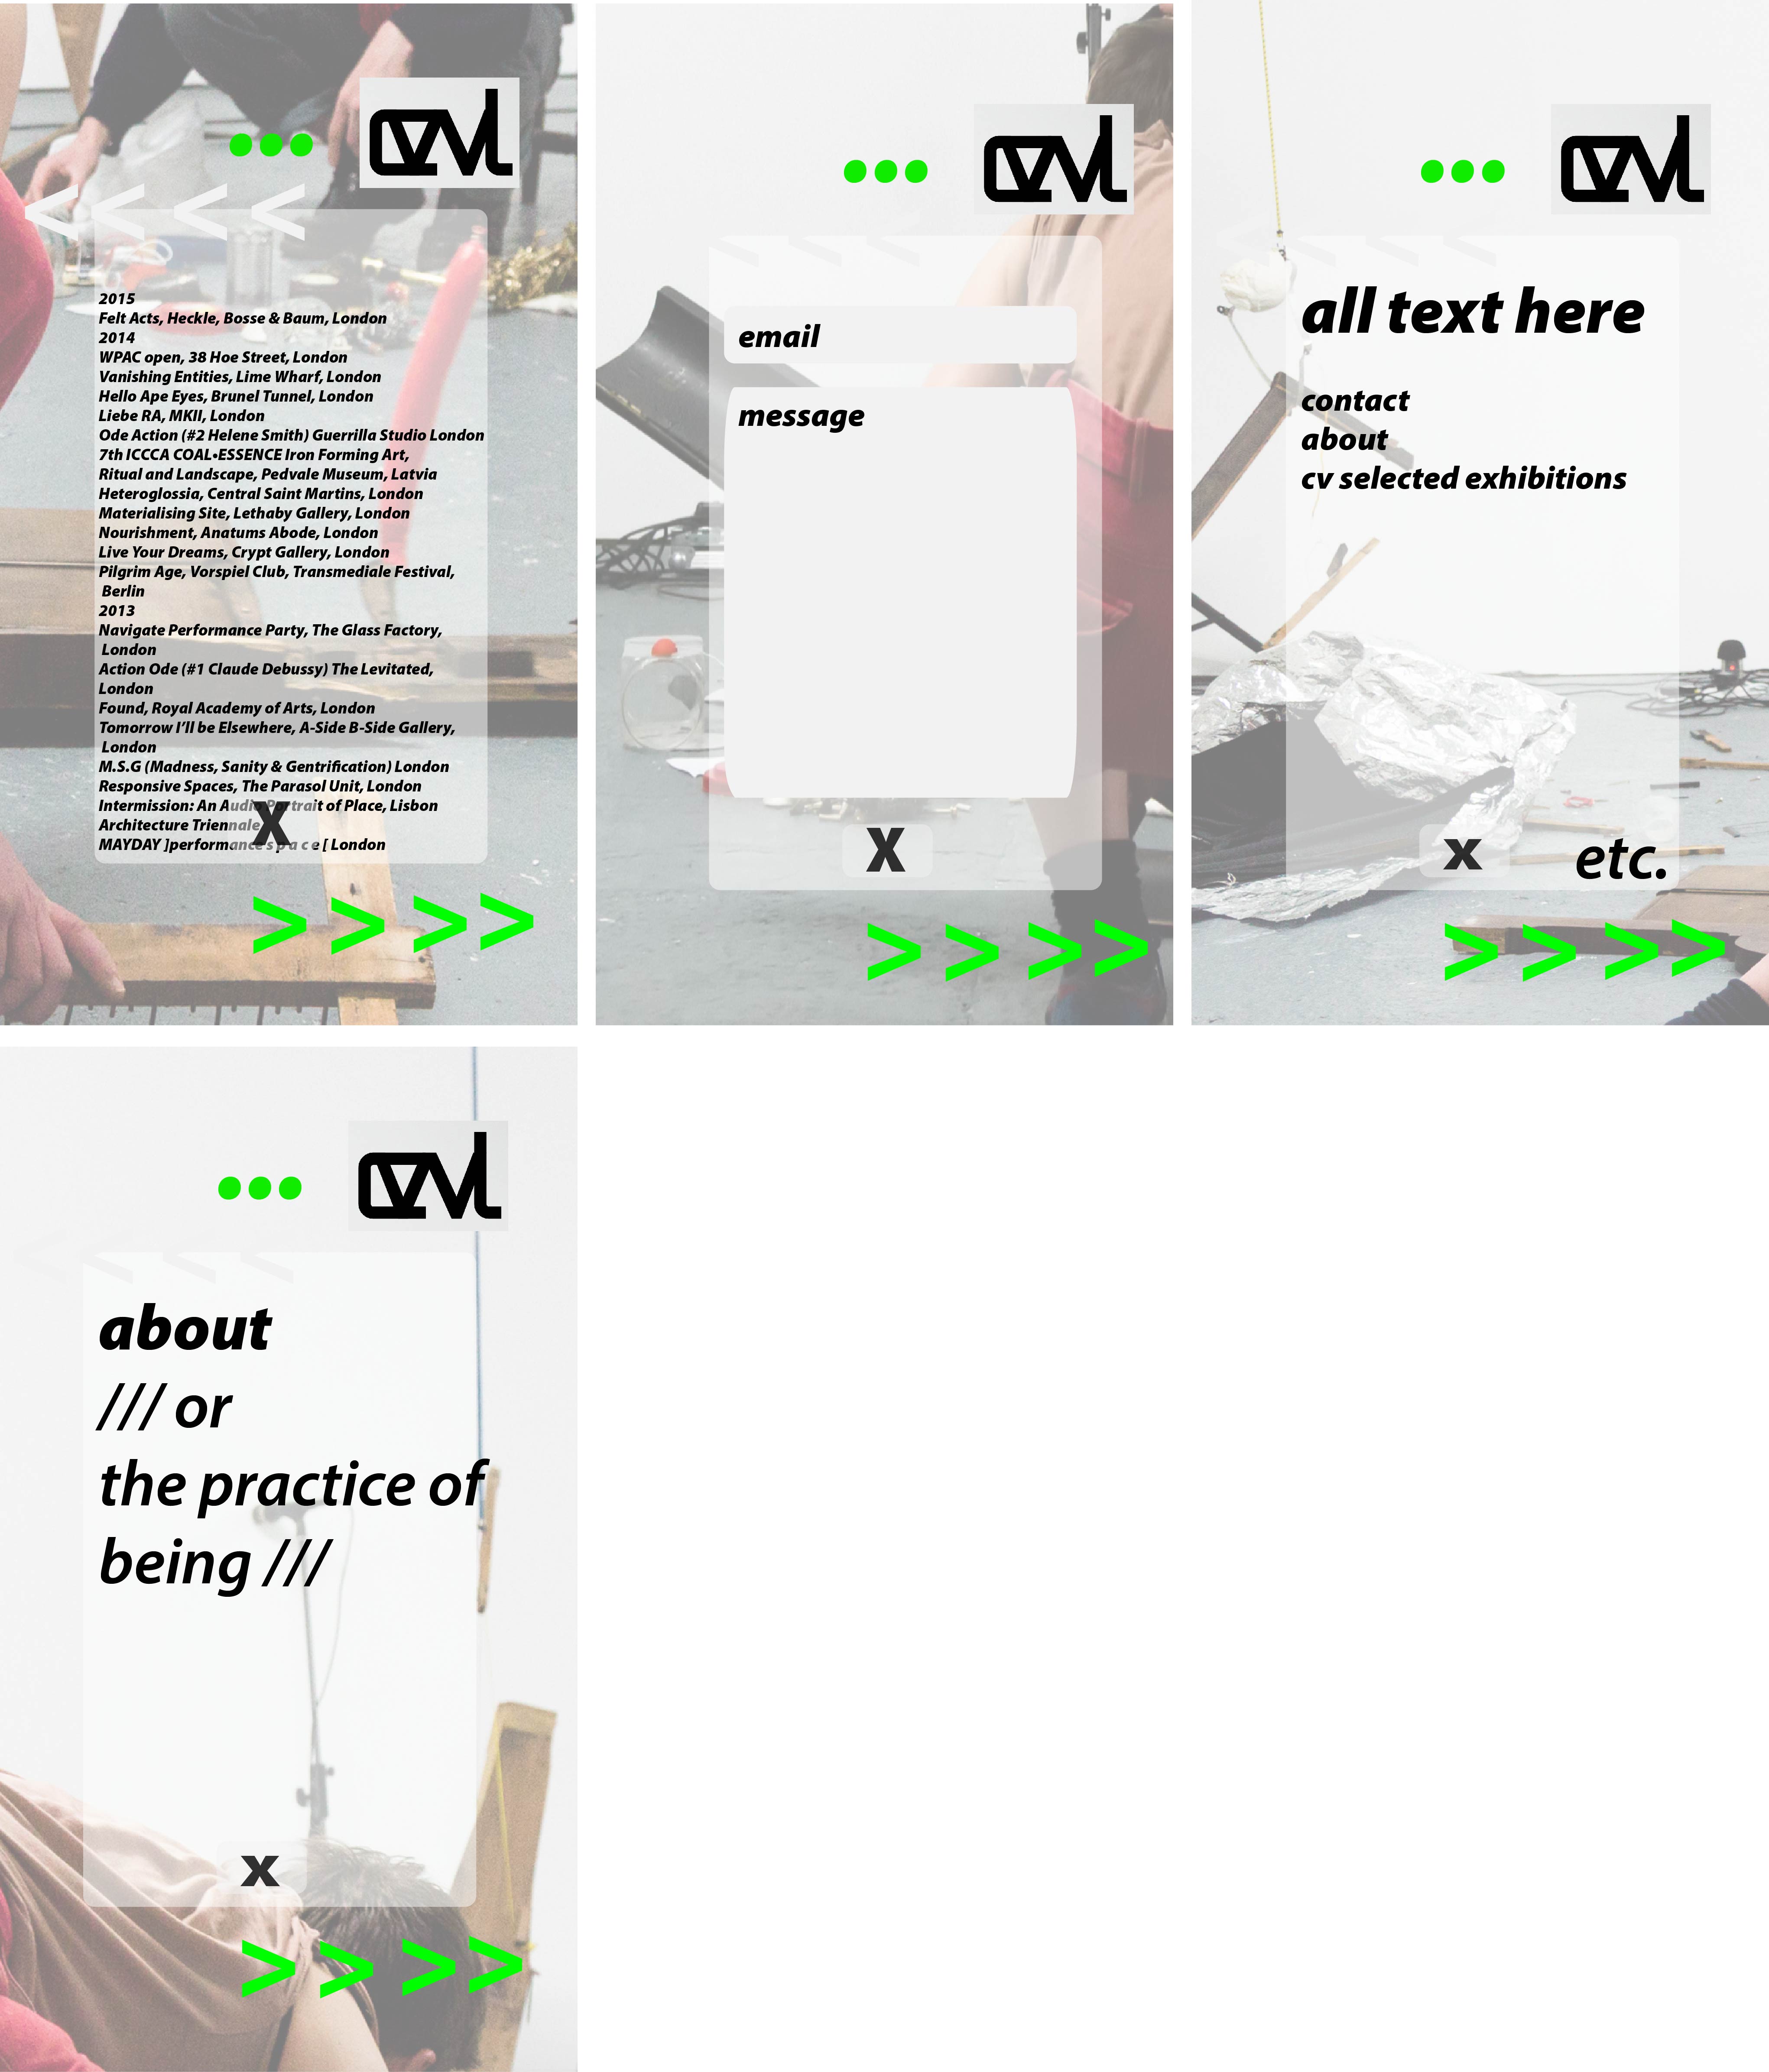 < < < <
2015
Felt Acts, Heckle, Bosse & Baum, London
2014
WPAC open, 38 Hoe Street, London
Vanishing Entities, Lime Wharf, London
Hello Ape Eyes, Brunel Tunnel, London
Liebe RA, MKII, London
Ode Action (#2 Helene Smith) Guerrilla Studio London
7th ICCCA COAL•ESSENCE Iron Forming Art,
Ritual and Landscape, Pedvale Museum, Latvia
Heteroglossia, Central Saint Martins, London
Materialising Site, Lethaby Gallery, London
Nourishment, Anatums Abode, London
Live Your Dreams, Crypt Gallery, London
Pilgrim Age, Vorspiel Club, Transmediale Festival,
Berlin
2013
Navigate Performance Party, The Glass Factory,
London
Action Ode (#1 Claude Debussy) The Levitated,
London
Found, Royal Academy of Arts, London
Tomorrow I'll be Elsewhere, A-Side B-Side Gallery,
London
M.S.G (Madness, Sanity & Gentrification) London
Responsive Spaces, The Parasol Unit, London
Intermission: An Audio Portrait of Place, Lisbon
Architecture Triennale
MAYDAY ]performance s p a c e [ London
X
> > > >
email
message
X
> > > >
all text here
contact
about
cv selected exhibitions
x
etc.
> > > >
about
/// or
the practice of
being ///
x
> > > >